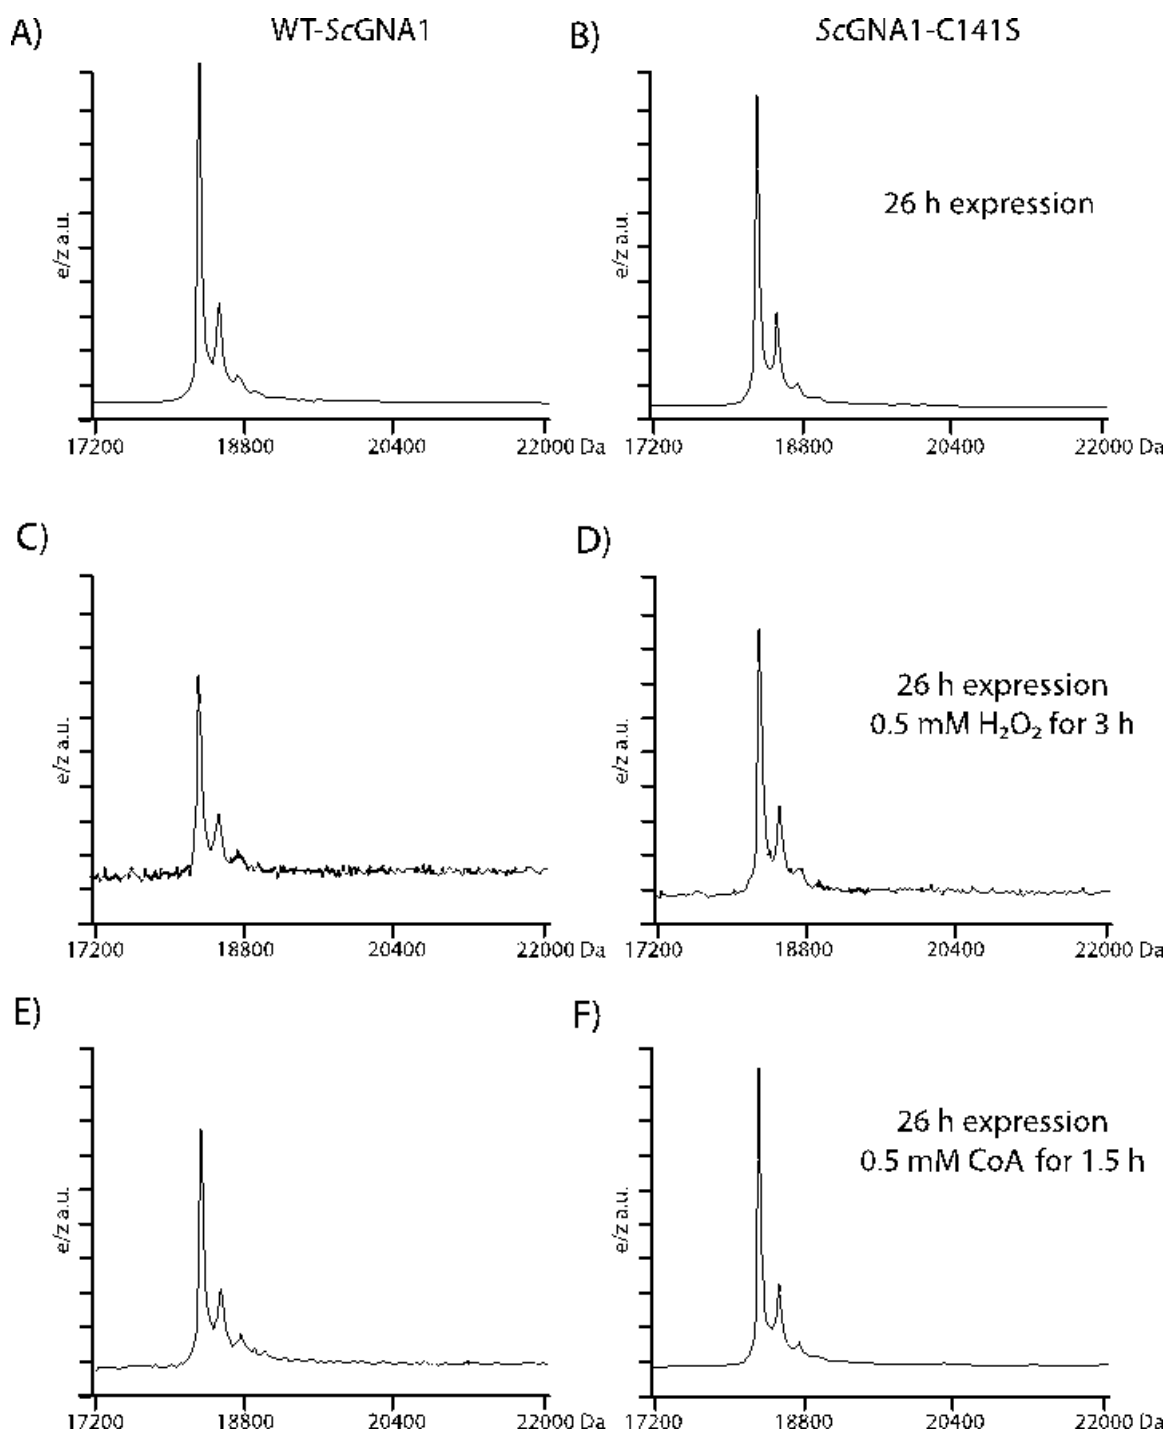 A) WT-ScGNA1 B) ScGNA1-C141S
e/z a.u. e/z a.u. 26 h expression
17200 18800 20400 22000 Da 17200 18800 20400 22000 Da
C) D)
e/z a.u. e/z a.u. 26 h expression
0.5 mM H₂O₂ for 3 h
17200 18800 20400 22000 Da 17200 18800 20400 22000 Da
E) F)
e/z a.u. e/z a.u. 26 h expression
0.5 mM CoA for 1.5 h
17200 18800 20400 22000 Da 17200 18800 20400 22000 Da